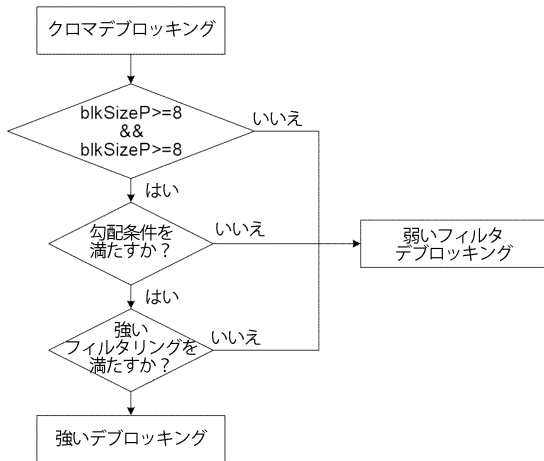 クロマデブロッキング
blkSizeP>=8
&&
blkSizeP>=8
いいえ
はい
勾配条件を
満たすか？
いいえ
弱いフィルタ
デブロッキング
はい
強い
フィルタリングを
満たすか？
いいえ
強いデブロッキング